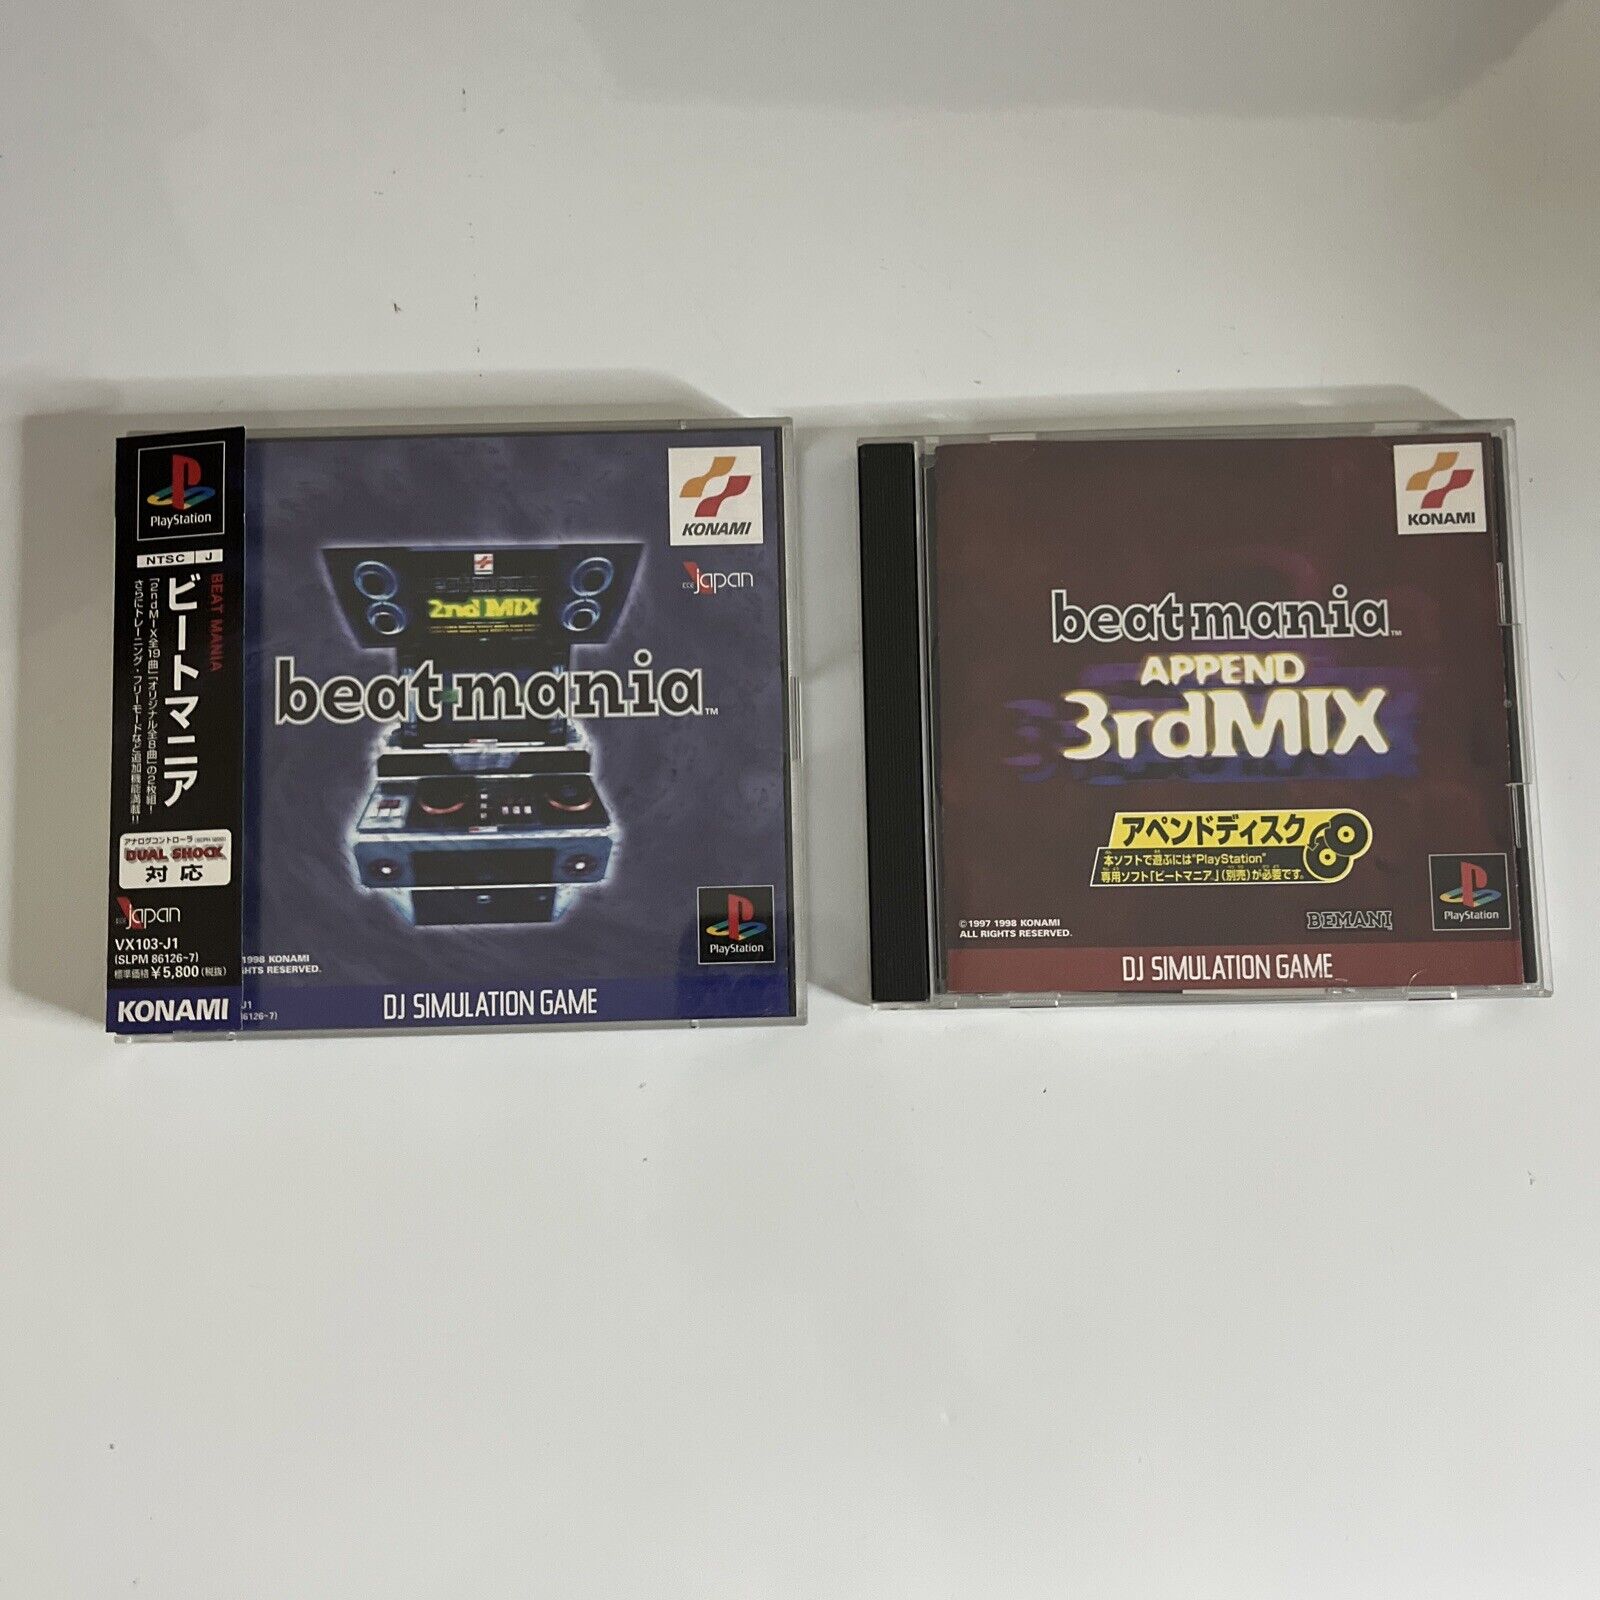 PlayStation
NTSC J
BEAT MANIA
ビートマニア
「2ndMIX全19曲」「オリジナル全8曲」の2枚組!
さらにトレーニング・フリーモードなど追加機能満載!!
アナログコントローラ
DUAL SHOCK
対応
japan
VX103-J1
(SLPM 86126~7)
標準価格 ¥5,800(税抜)
KONAMI
KONAMI
japan
2nd MIX
beatmania™
PlayStation
1998 KONAMI
HTS RESERVED.
J1
86126~7)
DJ SIMULATION GAME
KONAMI
beatmania™
APPEND
3rdMIX
アペンドディスク
本ソフトで遊ぶには"PlayStation"
専用ソフト「ビートマニア」(別売)が必要です。
©1997 1998 KONAMI
ALL RIGHTS RESERVED.
BEMANI
PlayStation
DJ SIMULATION GAME